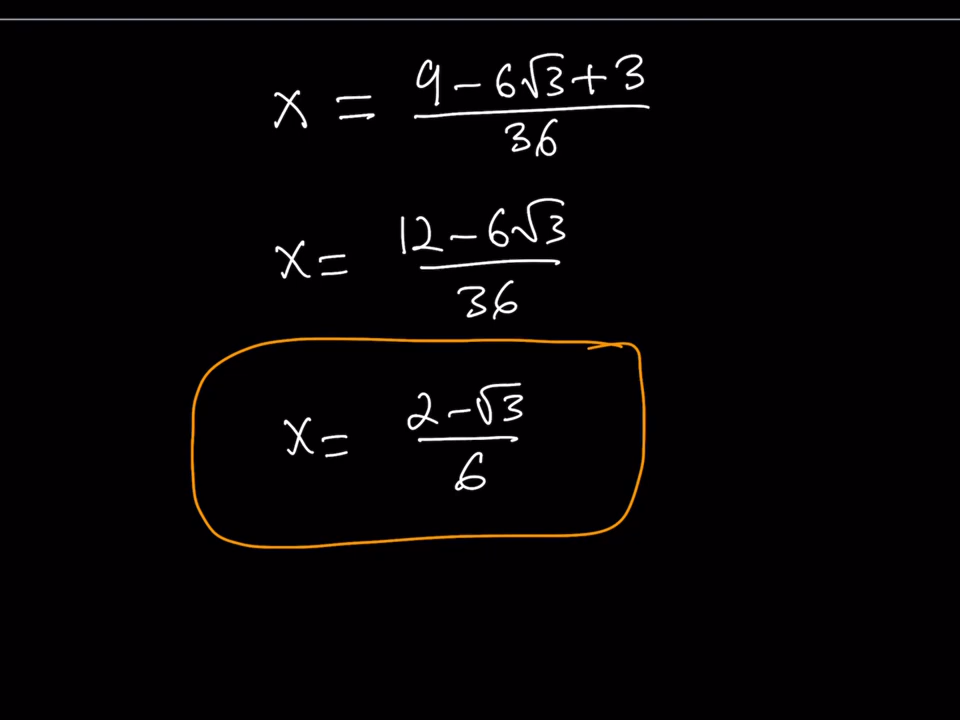 x = (9 - 6√3 + 3)/36
x = (12 - 6√3)/36
x = (2 - √3)/6